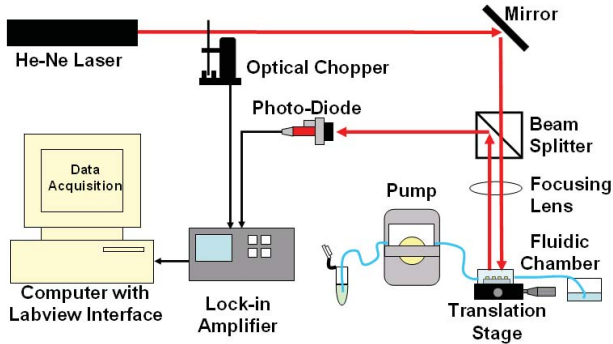 Mirror
He-Ne Laser
Optical Chopper
Photo-Diode
Beam
Splitter
Data
Acquisition
Pump
Focusing
Lens
Fluidic
Chamber
Computer with
Labview Interface
Lock-in
Amplifier
Translation
Stage